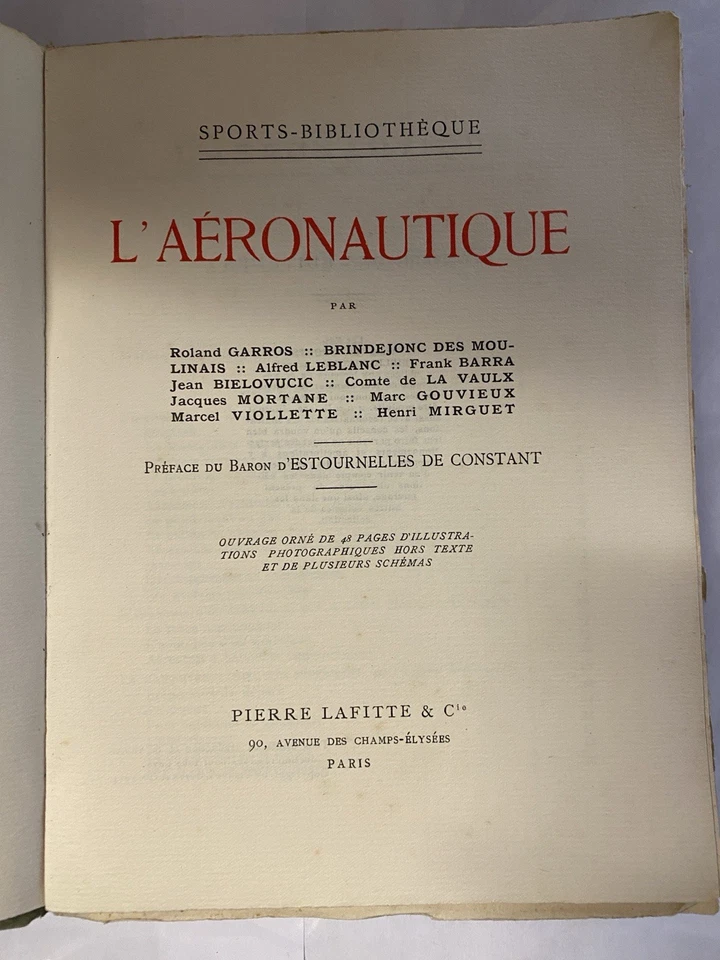 SPORTS-BIBLIOTHÈQUE
L'AÉRONAUTIQUE
PAR
Roland GARROS :: BRINDEJONC DES MOU-
LINAIS :: Alfred LEBLANC :: Frank BARRA
Jean BIELOVUCIC :: Comte de LA VAULX
Jacques MORTANE :: Marc GOUVIEUX
Marcel VIOLLETTE :: Henri MIRGUET
PRÉFACE DU BARON D'ESTOURNELLES DE CONSTANT
OUVRAGE ORNÉ DE 48 PAGES D'ILLUSTRA-
TIONS PHOTOGRAPHIQUES HORS TEXTE
ET DE PLUSIEURS SCHÉMAS
PIERRE LAFITTE & Cie
90, AVENUE DES CHAMPS-ÉLYSÉES
PARIS